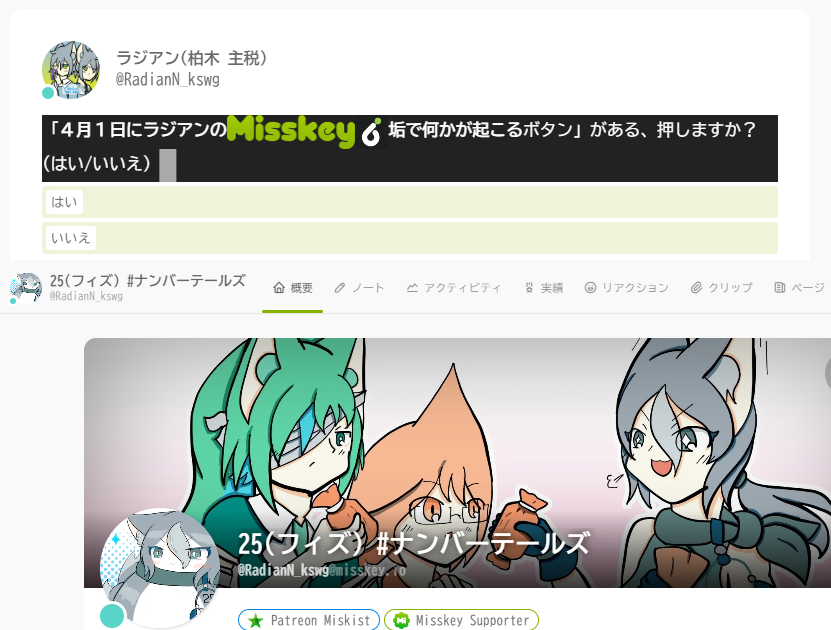 ラジアン(柏木 主税)
@RadianN_kswg
「４月１日にラジアンのMisskey垢で何かが起こるボタン」がある、押しますか？
(はい/いいえ)
はい
いいえ
25(フィズ) #ナンバーテールズ
@RadianN_kswg
概要 ノート アクティビティ 実績 リアクション クリップ ページ
25(フィズ) #ナンバーテールズ
@RadianN_kswg@misskey.io
Patreon Miskist Misskey Supporter